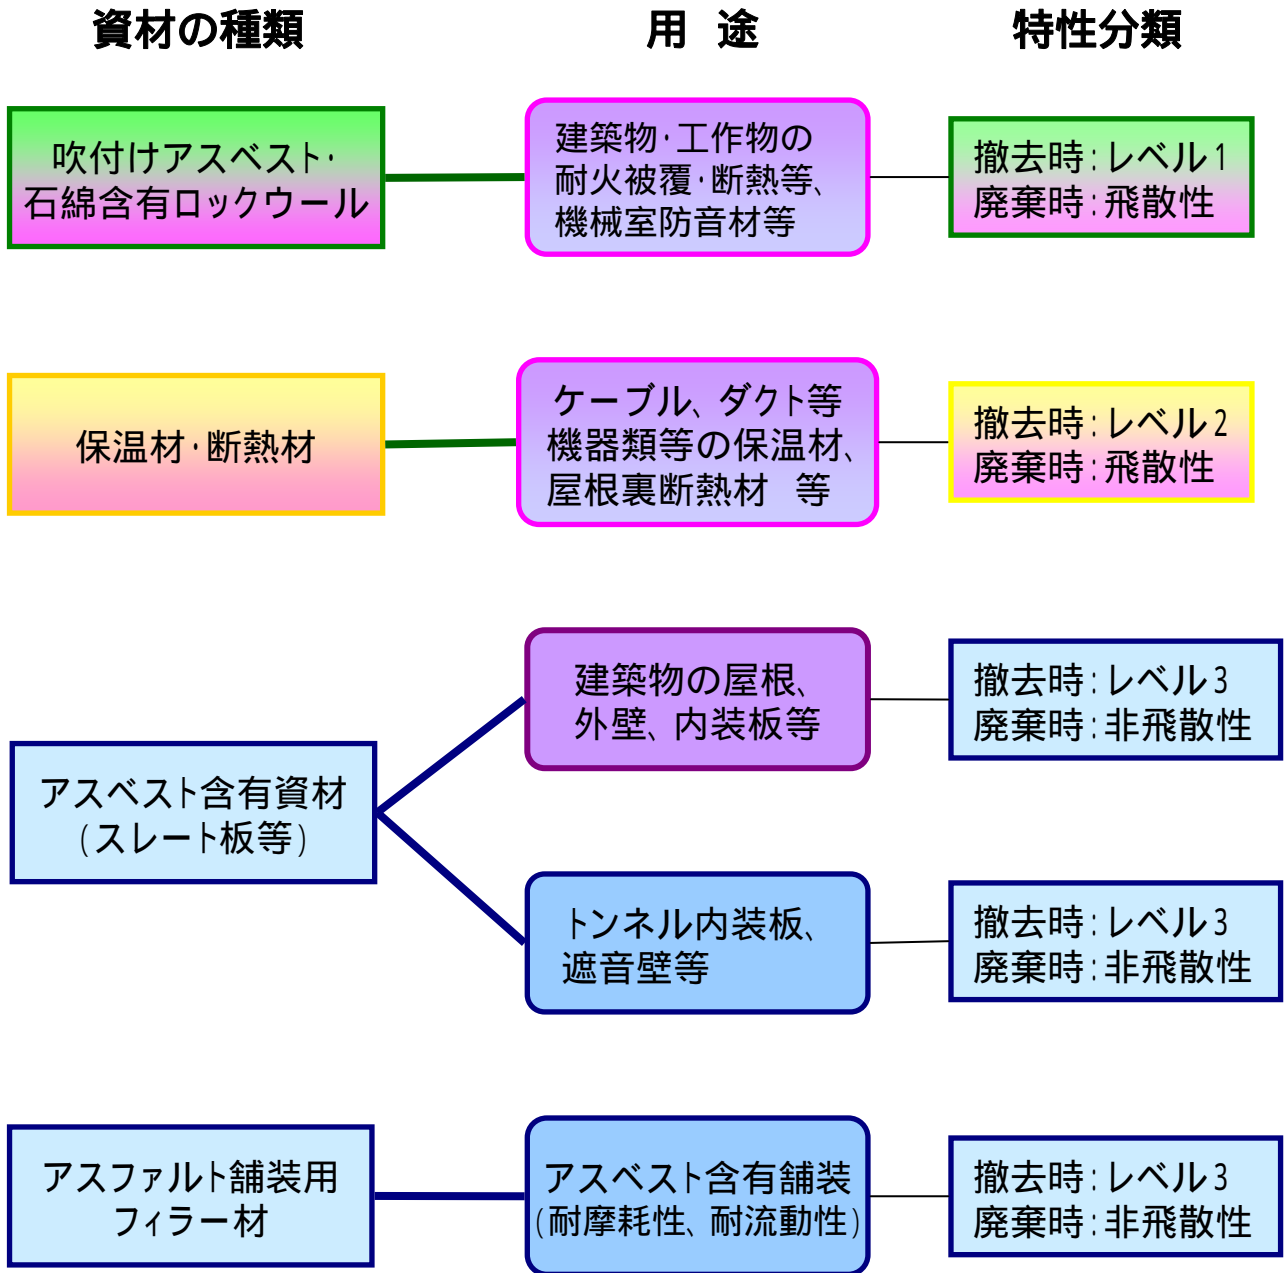 資材の種類 用 途 特性分類
吹付けアスベスト・
石綿含有ロックウール
建築物・工作物の
耐火被覆・断熱等、
機械室防音材等
撤去時:レベル1
廃棄時:飛散性
保温材・断熱材
ケーブル、ダクト等
機器類等の保温材、
屋根裏断熱材 等
撤去時:レベル2
廃棄時:飛散性
アスベスト含有資材
(スレート板等)
建築物の屋根、
外壁、内装板等
撤去時:レベル3
廃棄時:非飛散性
トンネル内装板、
遮音壁等
撤去時:レベル3
廃棄時:非飛散性
アスファルト舗装用
フィラー材
アスベスト含有舗装
(耐摩耗性、耐流動性)
撤去時:レベル3
廃棄時:非飛散性